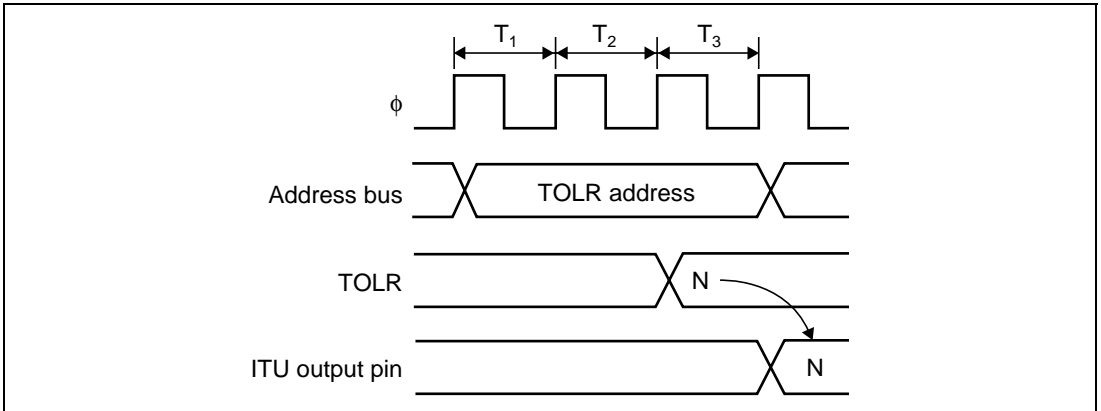 T1 T2 T3
φ
Address bus TOLR address
TOLR N
ITU output pin N